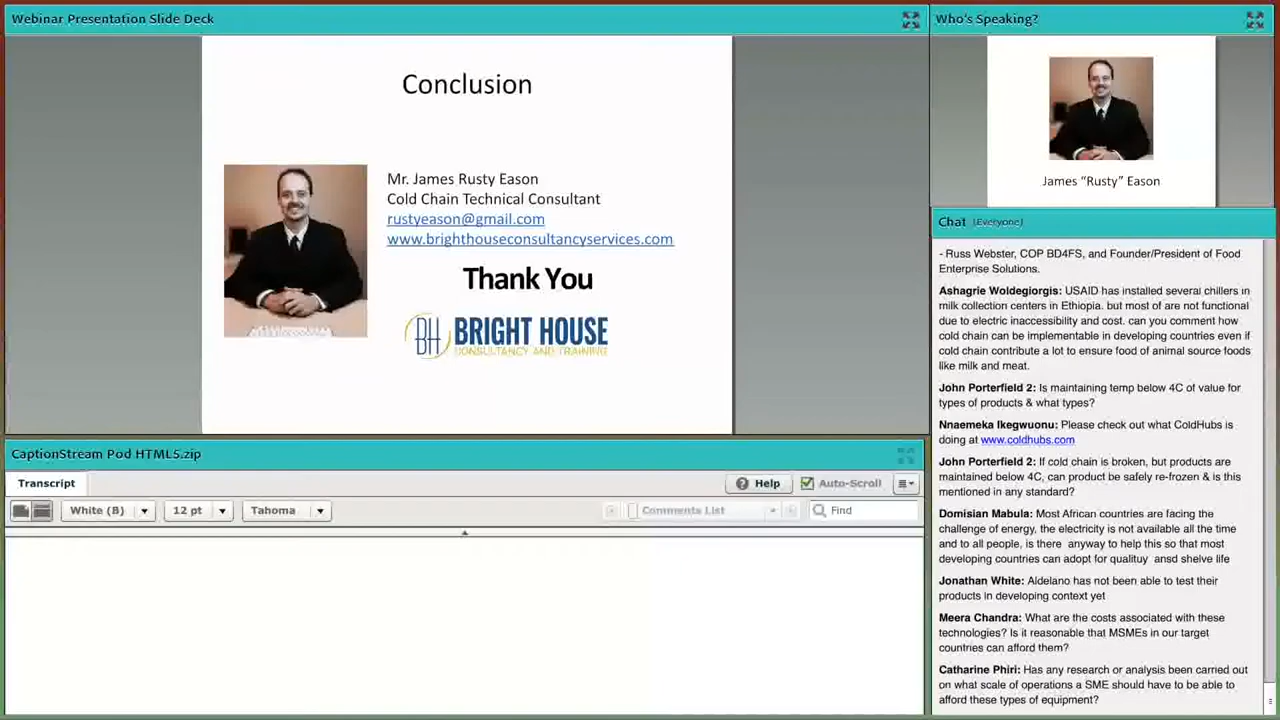 Webinar Presentation Slide Deck
Conclusion
Mr. James Rusty Eason
Cold Chain Technical Consultant
rustyeason@gmail.com
www.brighthouseconsultancyservices.com
Thank You
BH BRIGHT HOUSE
CONSULTANCY AND TRAINING
Who's Speaking?
James “Rusty” Eason
Chat (Everyone)
- Russ Webster, COP BD4FS, and Founder/President of Food
Enterprise Solutions.
Ashagrie Woldegiorgis: USAID has installed several chillers in
milk collection centers in Ethiopia. but most of are not functional
due to electric inaccessibility and cost. can you comment how
cold chain can be implementable in developing countries even if
cold chain contribute a lot to ensure food of animal source foods
like milk and meat.
John Porterfield 2: Is maintaining temp below 4C of value for
types of products & what types?
Nnaemeka Ikegwuonu: Please check out what ColdHubs is
doing at www.coldhubs.com
John Porterfield 2: If cold chain is broken, but products are
maintained below 4C, can product be safely re-frozen & is this
mentioned in any standard?
Domisian Mabula: Most African countries are facing the
challenge of energy, the electricity is not available all the time
and to all people, is there anyway to help this so that most
developing countries can adopt for qualituy ansd shelve life
Jonathan White: Aldelano has not been able to test their
products in developing context yet
Meera Chandra: What are the costs associated with these
technologies? Is it reasonable that MSMEs in our target
countries can afford them?
Catharine Phiri: Has any research or analysis been carried out
on what scale of operations a SME should have to be able to
afford these types of equipment?
CaptionStream Pod HTML5.zip
Transcript
Help
Auto-Scroll
White (B)
12 pt
Tahoma
Comments List
Find